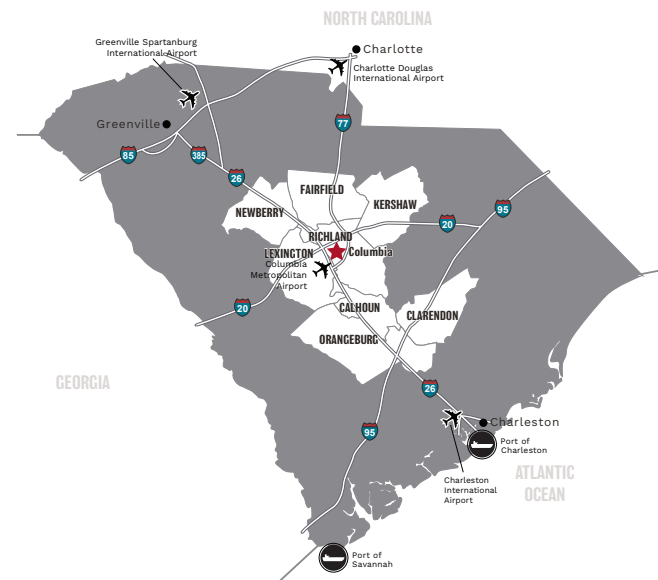 NORTH CAROLINA
Greenville Spartanburg
International Airport
Charlotte
Charlotte Douglas
International Airport
Greenville
77
85
385
26
FAIRFIELD
KERSHAW
95
NEWBERRY
20
RICHLAND
LEXINGTON
Columbia
Columbia
Metropolitan
Airport
20
CALHOUN
CLARENDON
ORANGEBURG
GEORGIA
26
Charleston
95
Port of
Charleston
ATLANTIC
OCEAN
Charleston
International
Airport
Port of
Savannah